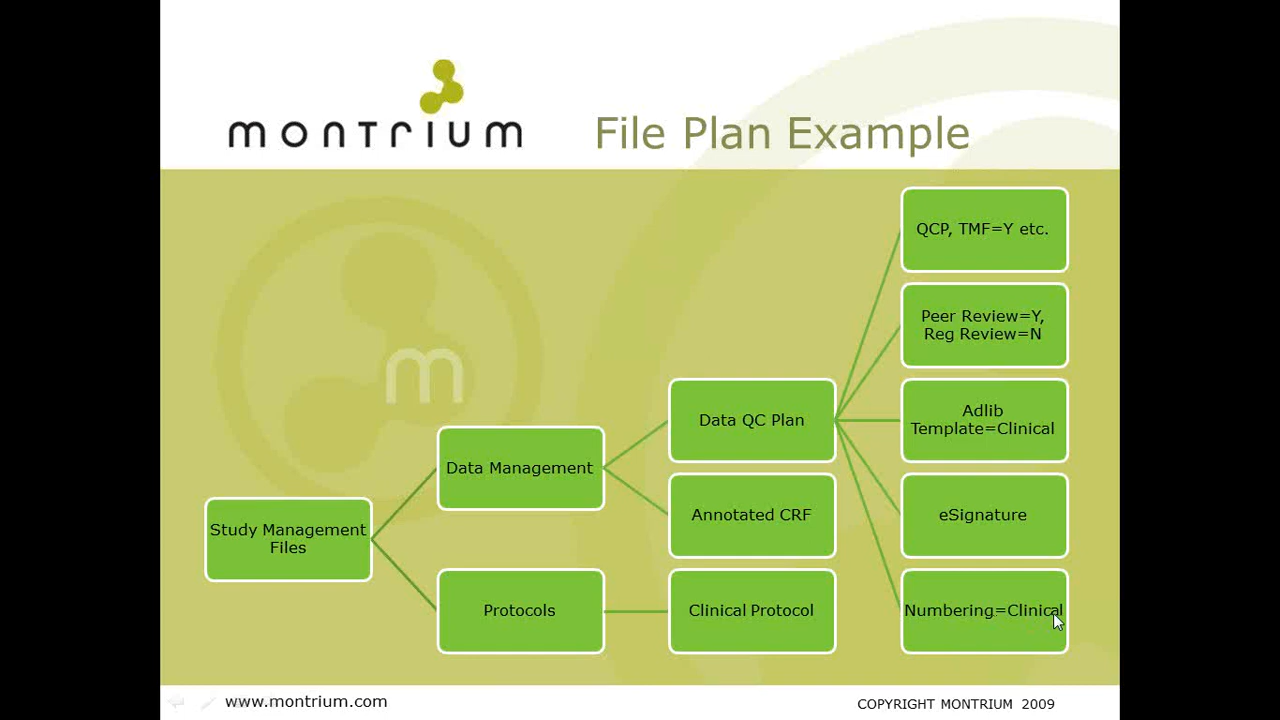 montrium
File Plan Example
QCP, TMF=Y etc.
Peer Review=Y,
Reg Review=N
Adlib
Template=Clinical
eSignature
Numbering=Clinical
Data QC Plan
Annotated CRF
Clinical Protocol
Data Management
Protocols
Study Management
Files
m
www.montrium.com
COPYRIGHT MONTRIUM 2009